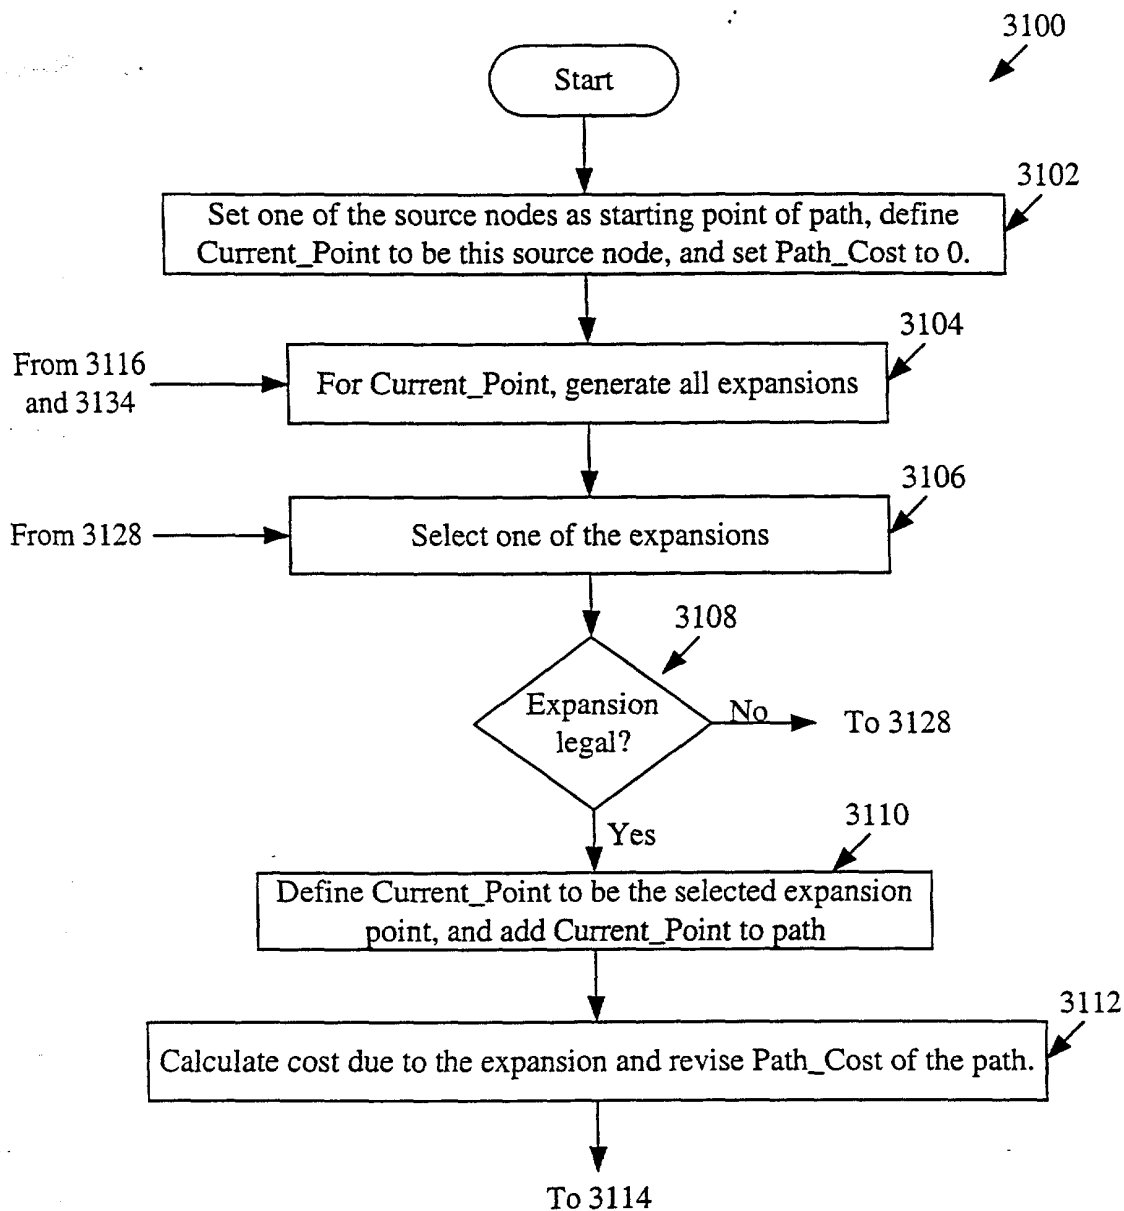 3100
Start
3102
Set one of the source nodes as starting point of path, define
Current_Point to be this source node, and set Path_Cost to 0.
3104
From 3116
and 3134
For Current_Point, generate all expansions
3106
From 3128
Select one of the expansions
3108
Expansion
legal?
No
To 3128
Yes
3110
Define Current_Point to be the selected expansion
point, and add Current_Point to path
3112
Calculate cost due to the expansion and revise Path_Cost of the path.
To 3114